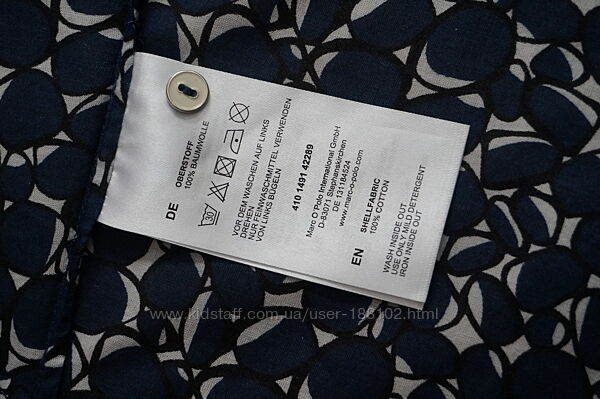 DE
OBERSTOFF
100% BAUMWOLLE
30
VOR DEM WASCHEN AUF LINKS
DREHEN
NUR FEINWASCHMITTEL VERWENDEN
VON LINKS BÜGELN
410 1491 42289
Marc O'Polo International GmbH
D-83071 Stephanskirchen
DE 131184524
www.marc-o-polo.com
EN
SHELLFABRIC
100% COTTON
WASH INSIDE OUT
USE ONLY MILD DETERGENT
IRON INSIDE OUT
www.kidstaff.com.ua/user-188102.html